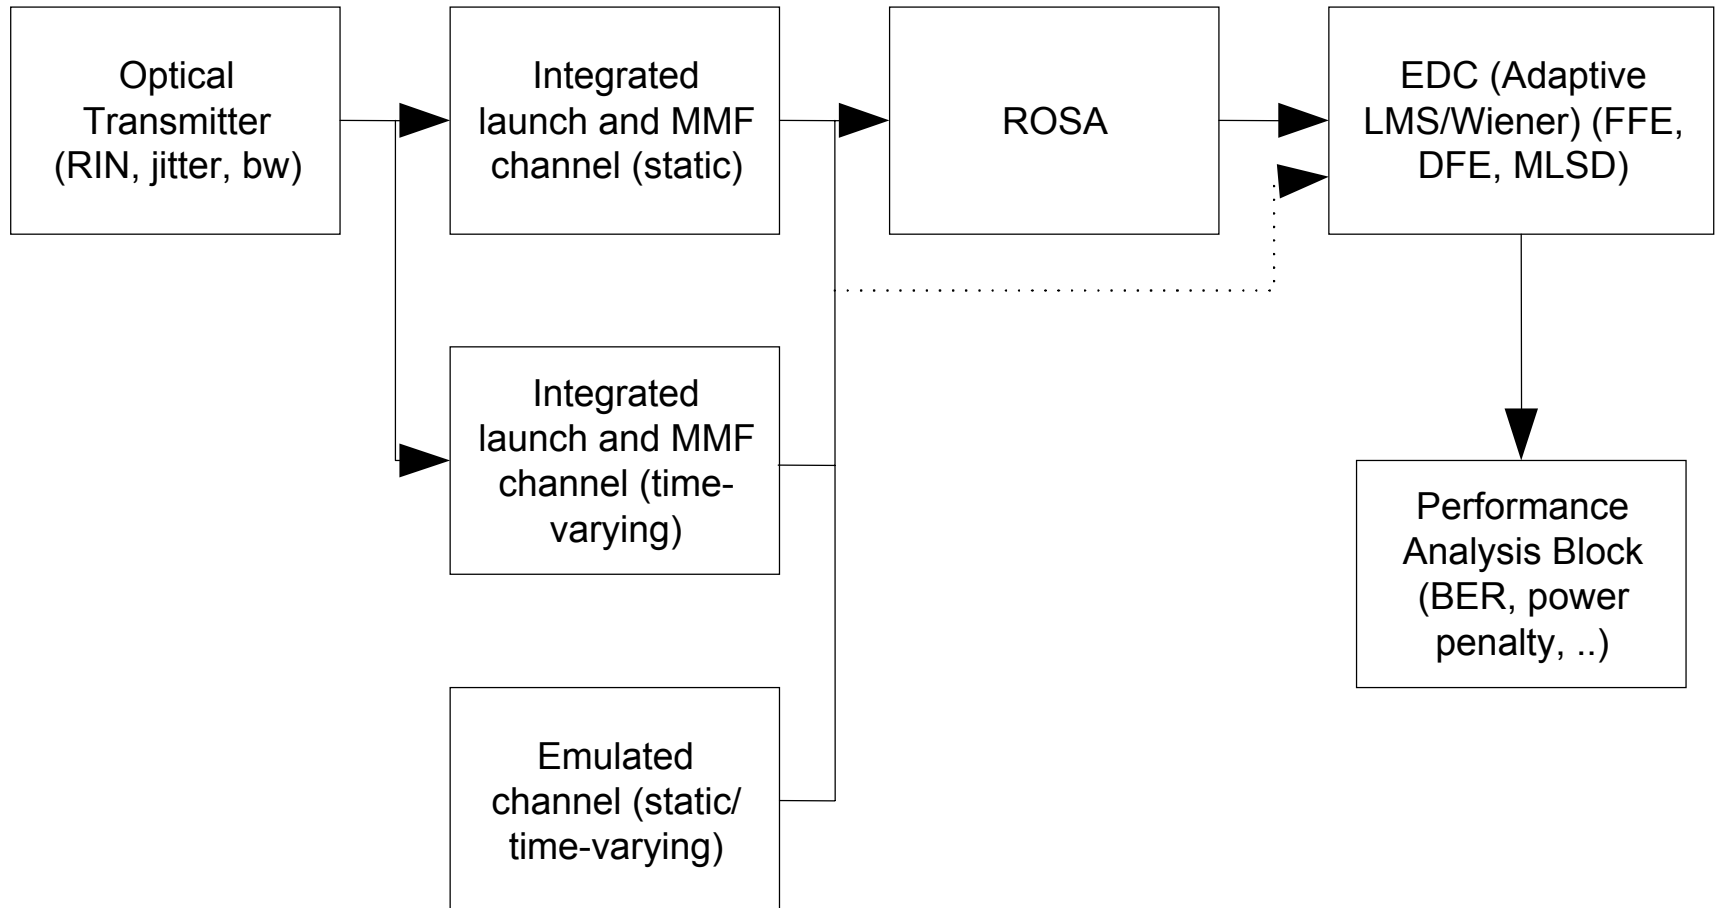 Optical
Transmitter
(RIN, jitter, bw)
Integrated
launch and MMF
channel (static)
ROSA
EDC (Adaptive
LMS/Wiener) (FFE,
DFE, MLSD)
Integrated
launch and MMF
channel (time-
varying)
Performance
Analysis Block
(BER, power
penalty, ..)
Emulated
channel (static/
time-varying)